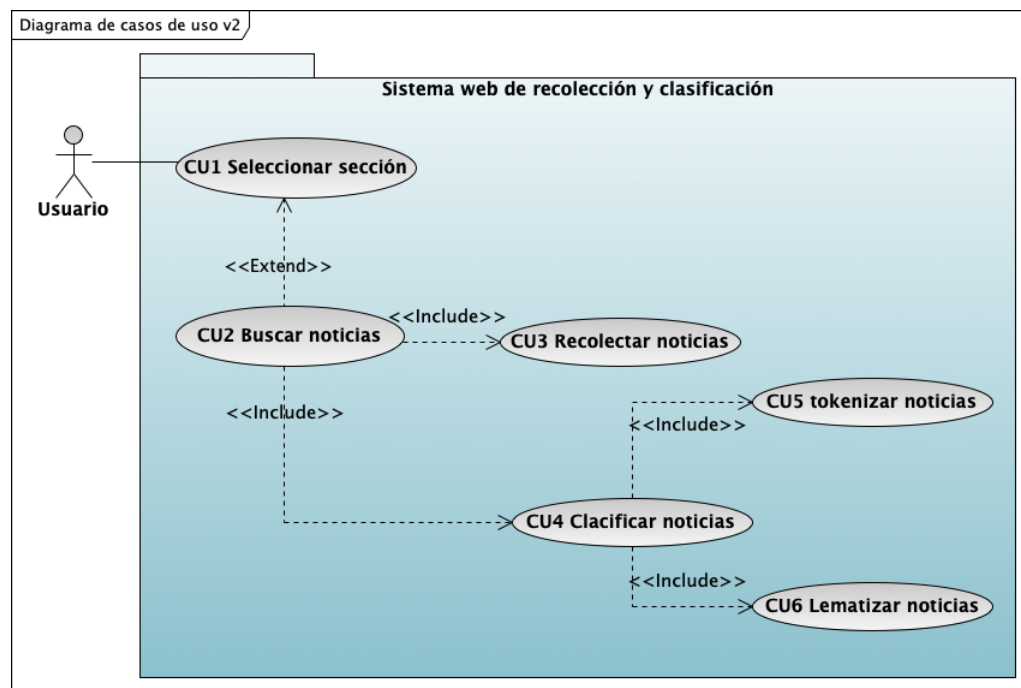 Diagrama de casos de uso v2
Sistema web de recolección y clasificación
CU1 Seleccionar sección
Usuario
<<Extend>>
<<Include>>
CU2 Buscar noticias
CU3 Recolectar noticias
CU5 tokenizar noticias
<<Include>>
<<Include>>
CU4 Clacificar noticias
<<Include>>
CU6 Lematizar noticias